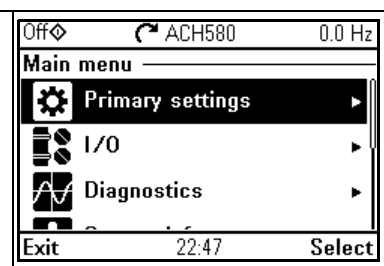 Off ACH580 0.0 Hz
Main menu
Primary settings
I/O
Diagnostics
Exit 22:47 Select